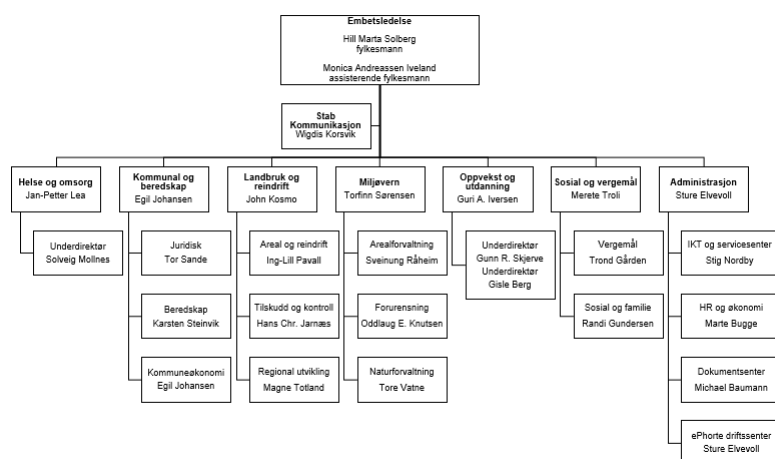 Embetsledelse
Hill Marta Solberg
fylkesmann
Monica Andreassen Iveland
assisterende fylkesmann
Stab
Kommunikasjon
Wigdis Korsvik
Helse og omsorg
Jan-Petter Lea
Underdirektør
Solveig Mollnes
Kommunal og
beredskap
Egil Johansen
Juridisk
Tor Sande
Beredskap
Karsten Steinvik
Kommuneøkonomi
Egil Johansen
Landbruk og
reindrift
John Kosmo
Areal og reindrift
Ing-Lill Pavall
Tilskudd og kontroll
Hans Chr. Jarnæs
Regional utvikling
Magne Totland
Miljøvern
Torfinn Sørensen
Arealforvaltning
Sveinung Råheim
Forurensning
Oddlaug E. Knutsen
Naturforvaltning
Tore Vatne
Oppvekst og
utdanning
Guri A. Iversen
Underdirektør
Gunn R. Skjerve
Underdirektør
Gisle Berg
Sosial og vergemål
Merete Troli
Vergemål
Trond Gården
Sosial og familie
Randi Gundersen
Administrasjon
Sture Elvevoll
IKT og servicesenter
Stig Nordby
HR og økonomi
Marte Bugge
Dokumentsenter
Michael Baumann
ePhorte driftssenter
Sture Elvevoll